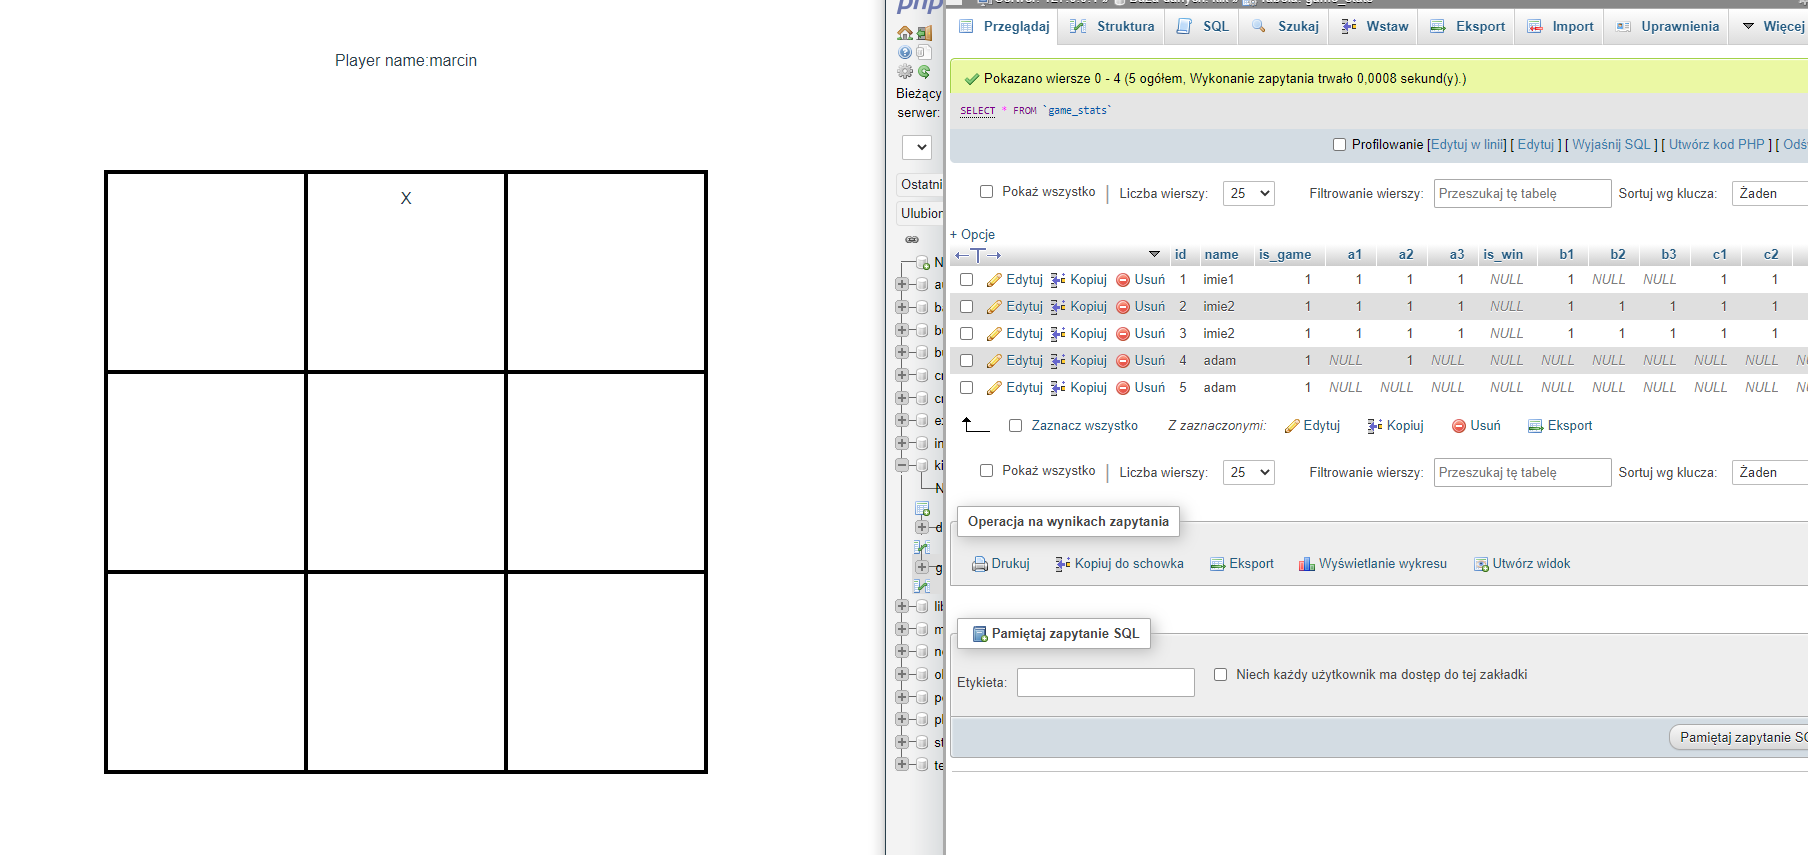 Player name:marcin
X
php
Bieżący
serwer:
Ostatni
Ulubion
Przeglądaj
Struktura
SQL
Szukaj
Wstaw
Eksport
Import
Uprawnienia
Więcej
Pokazano wiersze 0 - 4 (5 ogółem, Wykonanie zapytania trwało 0,0008 sekund(y).)
SELECT * FROM `game_stats`
Profilowanie [Edytuj w linii] [ Edytuj ] [ Wyjaśnij SQL ] [ Utwórz kod PHP ] [ Odś
Pokaż wszystko | Liczba wierszy: 25 Filtrowanie wierszy: Przeszukaj tę tabelę Sortuj wg klucza: Żaden
+ Opcje
←T→ id name is_game a1 a2 a3 is_win b1 b2 b3 c1 c2
Edytuj Kopiuj Usuń 1 imie1 1 1 1 1 NULL 1 NULL NULL 1 1
Edytuj Kopiuj Usuń 2 imie2 1 1 1 1 NULL 1 1 1 1 1
Edytuj Kopiuj Usuń 3 imie2 1 1 1 1 NULL 1 1 1 1 1
Edytuj Kopiuj Usuń 4 adam 1 NULL 1 NULL NULL NULL NULL NULL NULL NULL
Edytuj Kopiuj Usuń 5 adam 1 NULL NULL NULL NULL NULL NULL NULL NULL NULL
Zaznacz wszystko Z zaznaczonymi: Edytuj Kopiuj Usuń Eksport
Pokaż wszystko | Liczba wierszy: 25 Filtrowanie wierszy: Przeszukaj tę tabelę Sortuj wg klucza: Żaden
Operacja na wynikach zapytania
Drukuj Kopiuj do schowka Eksport Wyświetlanie wykresu Utwórz widok
Pamiętaj zapytanie SQL
Etykieta: Niech każdy użytkownik ma dostęp do tej zakładki
Pamiętaj zapytanie SQ